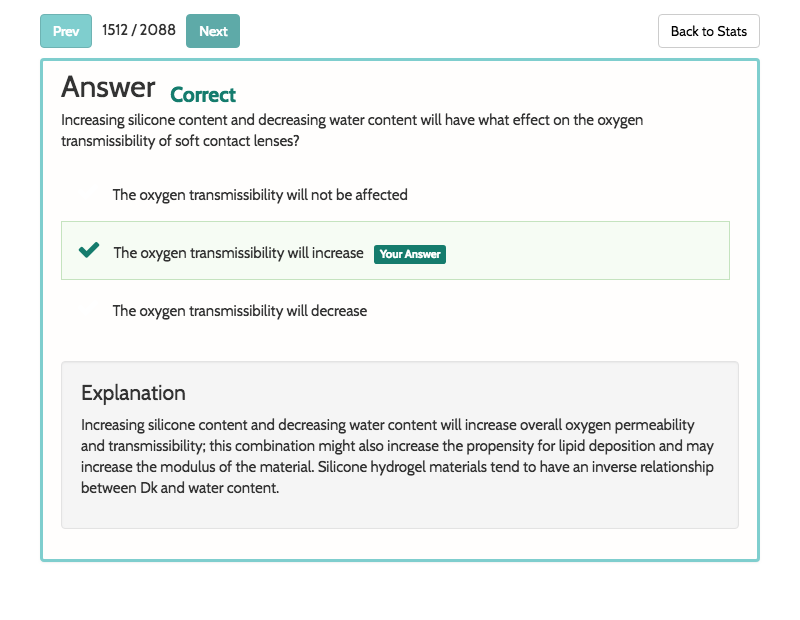 Prev 1512 / 2088 Next Back to Stats
Answer Correct
Increasing silicone content and decreasing water content will have what effect on the oxygen
transmissibility of soft contact lenses?
The oxygen transmissibility will not be affected
The oxygen transmissibility will increase Your Answer
The oxygen transmissibility will decrease
Explanation
Increasing silicone content and decreasing water content will increase overall oxygen permeability
and transmissibility; this combination might also increase the propensity for lipid deposition and may
increase the modulus of the material. Silicone hydrogel materials tend to have an inverse relationship
between Dk and water content.